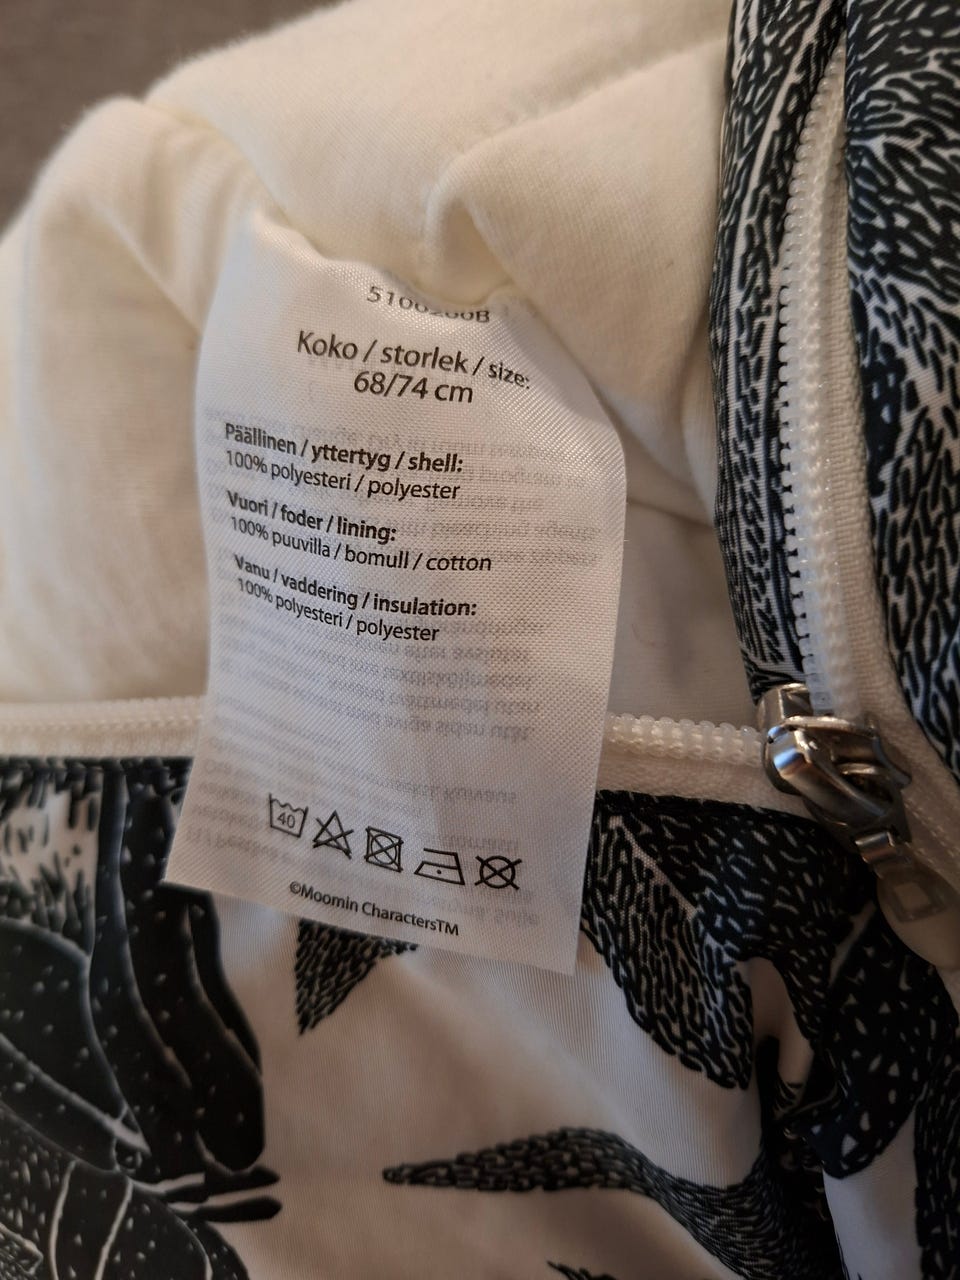 Koko / storlek / size:
68/74 cm
Päällinen / yttertyg / shell:
100% polyesteri / polyester
Vuori / foder / lining:
100% puuvilla / bomull / cotton
Vanu / vaddering / insulation:
100% polyesteri / polyester
40
©Moomin Characters™